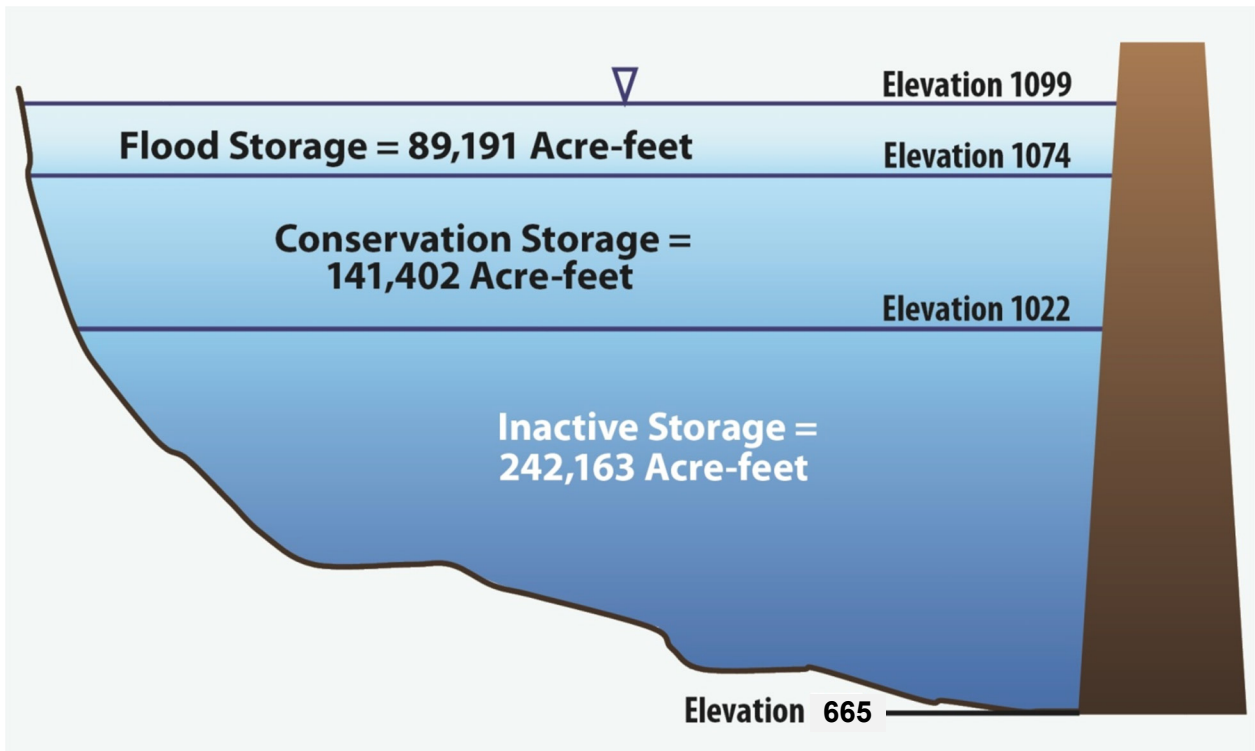 Elevation 1099
Flood Storage = 89,191 Acre-feet
Elevation 1074
Conservation Storage =
141,402 Acre-feet
Elevation 1022
Inactive Storage =
242,163 Acre-feet
Elevation 665